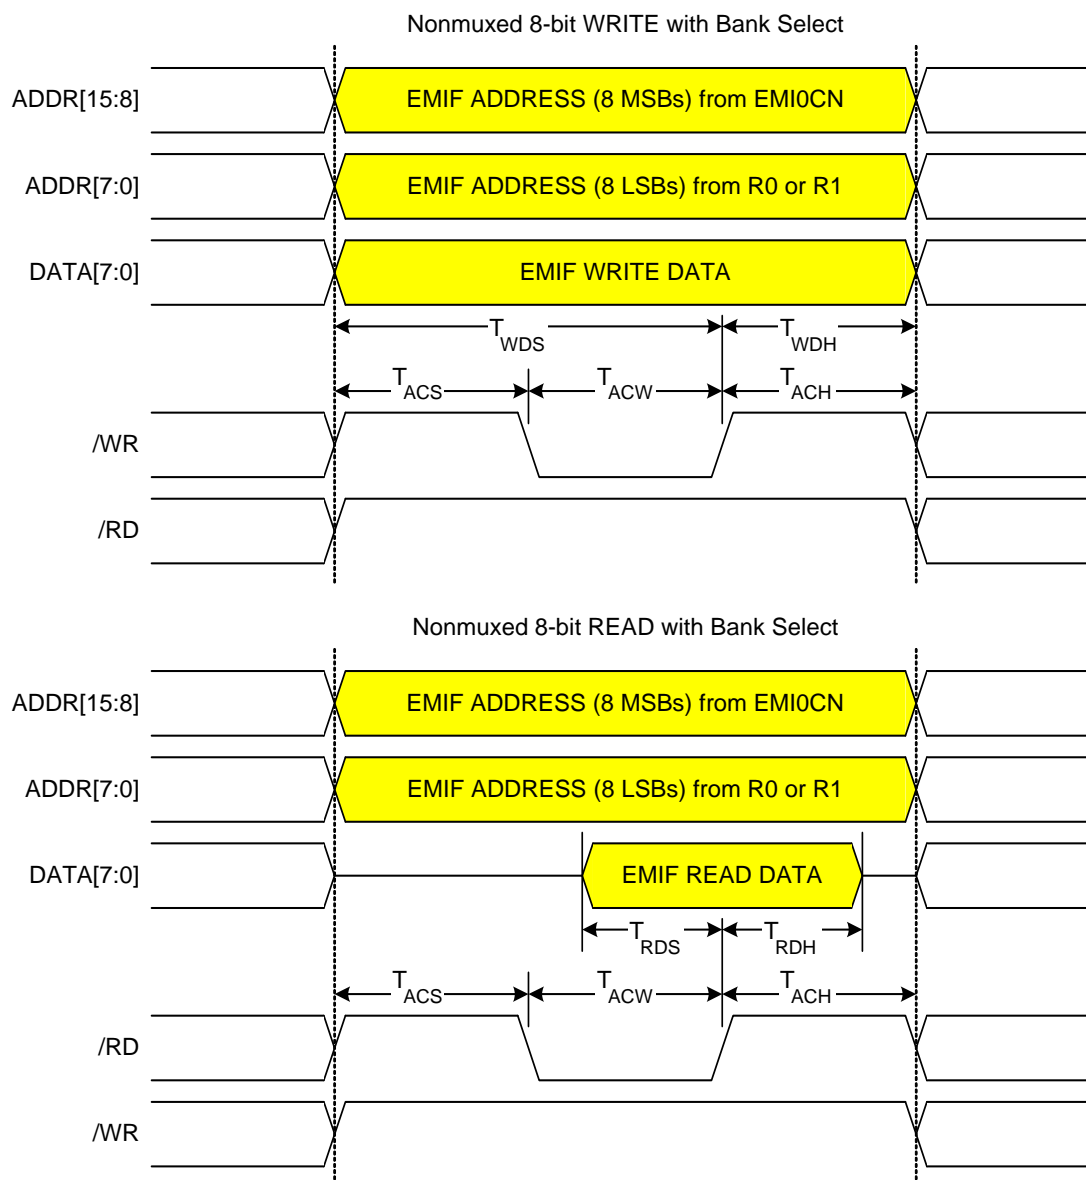 Nonmuxed 8-bit WRITE with Bank Select
ADDR[15:8] EMIF ADDRESS (8 MSBs) from EMI0CN
ADDR[7:0] EMIF ADDRESS (8 LSBs) from R0 or R1
DATA[7:0] EMIF WRITE DATA
TWDS TWDH
TACS TACW TACH
/WR
/RD
Nonmuxed 8-bit READ with Bank Select
ADDR[15:8] EMIF ADDRESS (8 MSBs) from EMI0CN
ADDR[7:0] EMIF ADDRESS (8 LSBs) from R0 or R1
DATA[7:0] EMIF READ DATA
TRDS TRDH
TACS TACW TACH
/RD
/WR